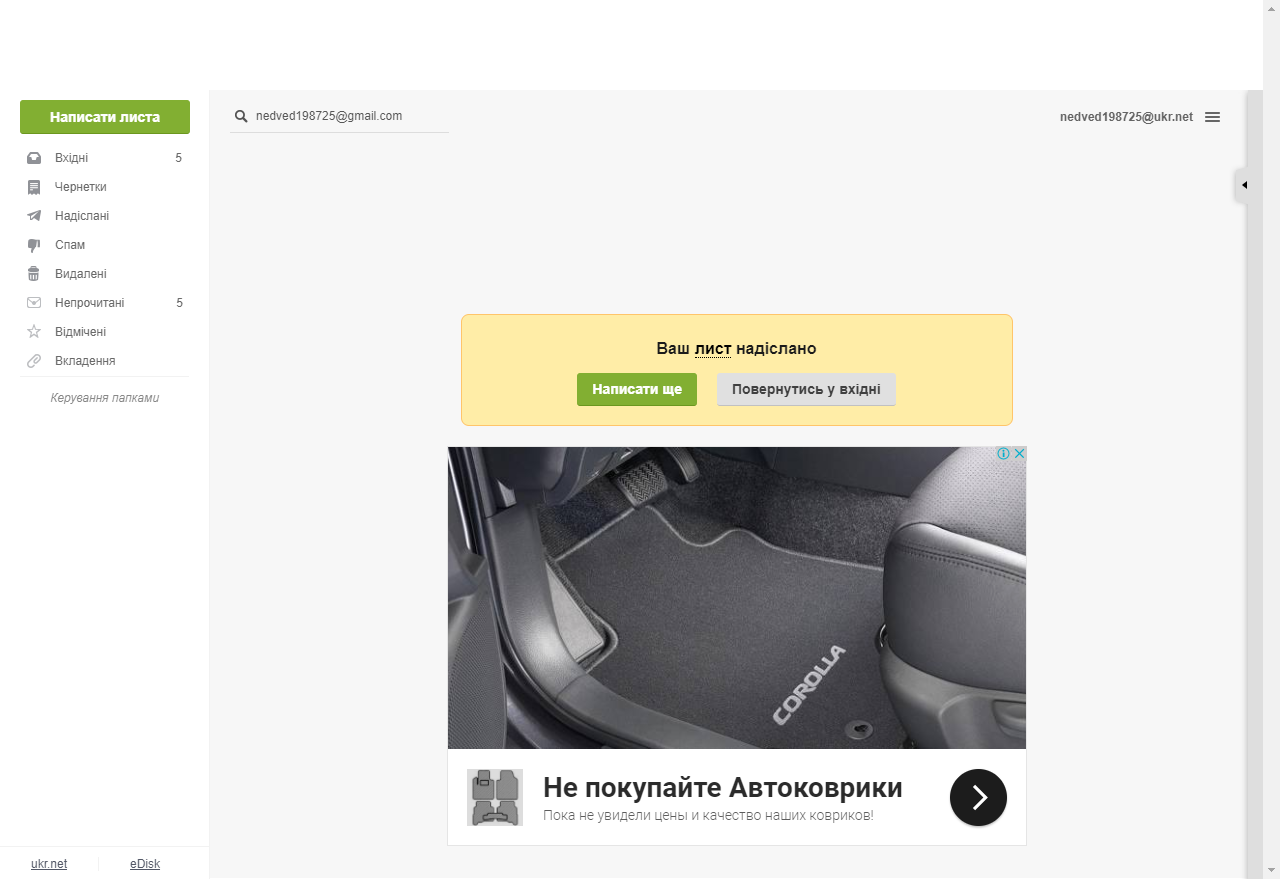 Написати листа
nedved198725@gmail.com
nedved198725@ukr.net
Вхідні 5
Чернетки
Надіслані
Спам
Видалені
Непрочитані 5
Відмічені
Вкладення
Керування папками
Ваш лист надіслано
Написати ще
Повернутись у вхідні
COROLLA
Не покупайте Автоковрики
Пока не увидели цены и качество наших ковриков!
ukr.net
eDisk